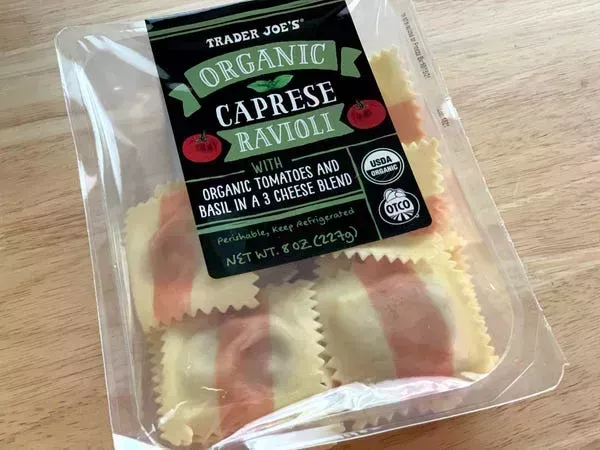 TRADER JOE'S®
ORGANIC
CAPRESE
RAVIOLI
WITH
ORGANIC TOMATOES AND
BASIL IN A 3 CHEESE BLEND
USDA
ORGANIC
OTCO
Perishable, Keep Refrigerated
NET WT. 8 OZ (227g)